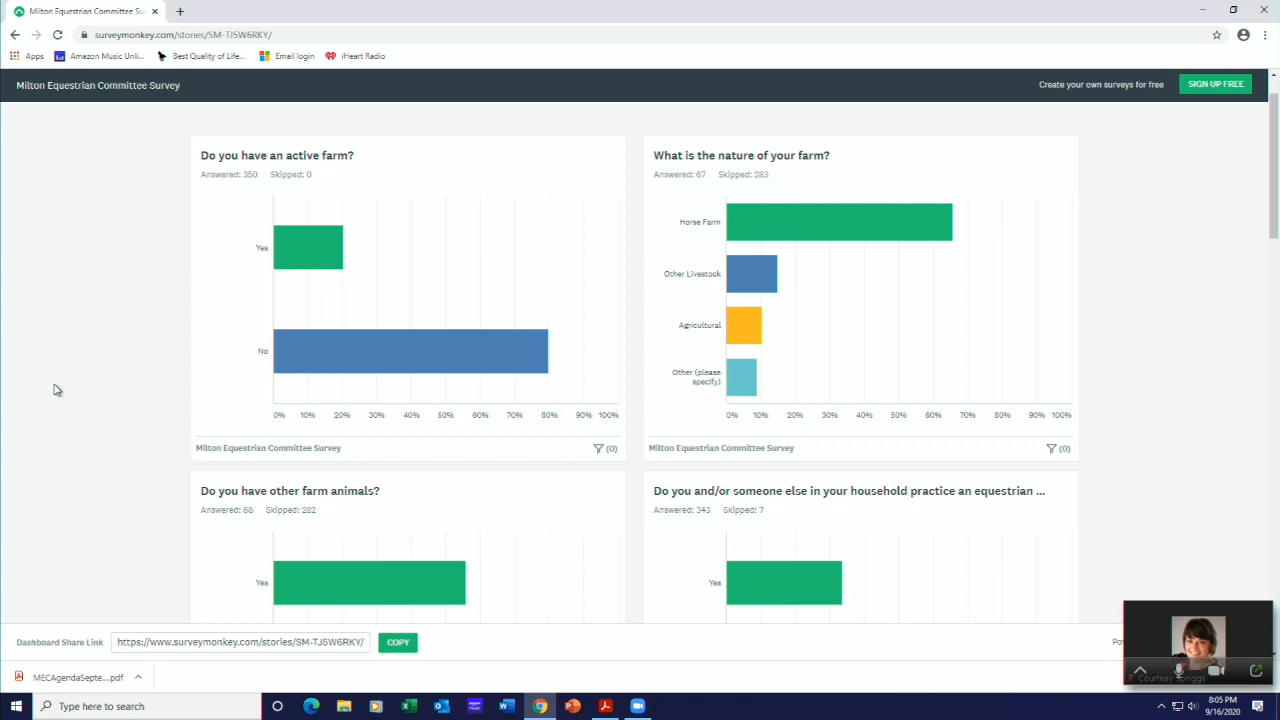 Milton Equestrian Committee Su
surveymonkey.com/stories/SM-TJ5W6RKY/
Apps Amazon Music Unli... Best Quality of Life... Email login iHeart Radio
Milton Equestrian Committee Survey Create your own surveys for free SIGN UP FREE
Do you have an active farm?
Answered: 350 Skipped: 0
Yes
No
0% 10% 20% 30% 40% 50% 60% 70% 80% 90% 100%
Milton Equestrian Committee Survey (0)
What is the nature of your farm?
Answered: 67 Skipped: 283
Horse Farm
Other Livestock
Agricultural
Other (please
specify)
0% 10% 20% 30% 40% 50% 60% 70% 80% 90% 100%
Milton Equestrian Committee Survey (0)
Do you have other farm animals?
Answered: 68 Skipped: 282
Yes
Do you and/or someone else in your household practice an equestrian ...
Answered: 343 Skipped: 7
Yes
Dashboard Share Link https://www.surveymonkey.com/stories/SM-TJ5W6RKY/ COPY
Courtney Spriggs
MECAgendaSepte....pdf
Type here to search
8:05 PM
9/16/2020